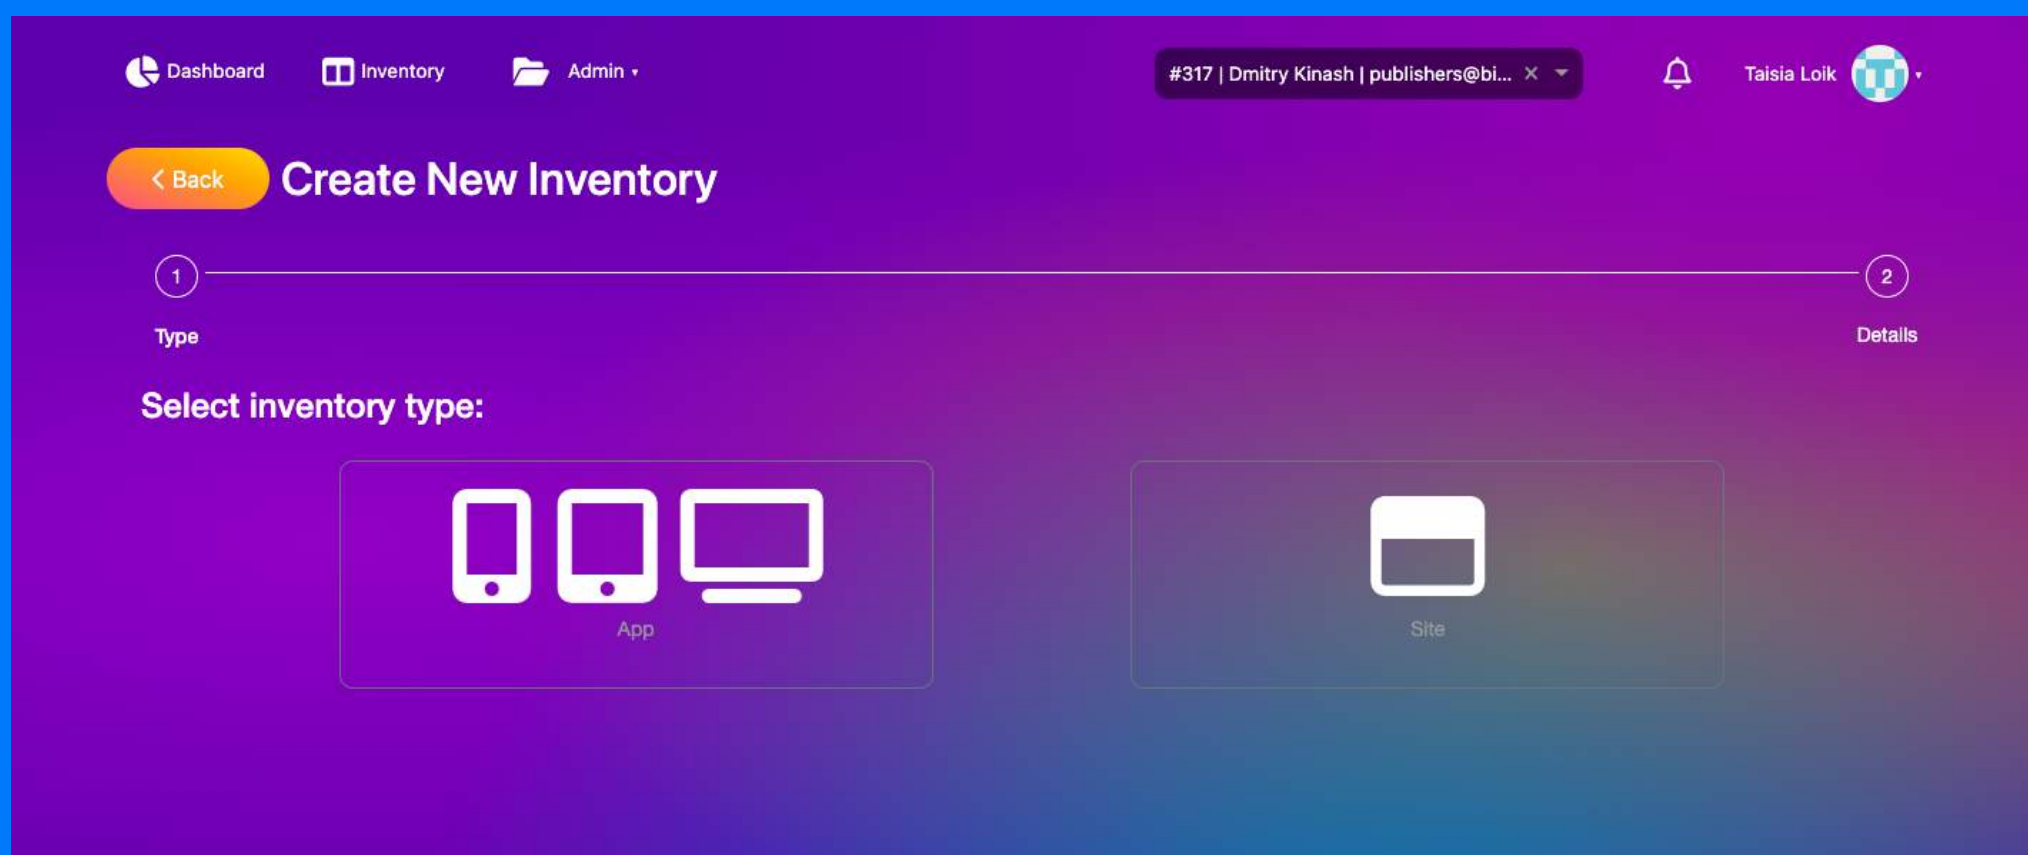 Dashboard Inventory Admin #317 | Dmitry Kinash | publishers@bi... Taisia Loik
Back Create New Inventory
1 2
Type Details
Select inventory type:
App Site